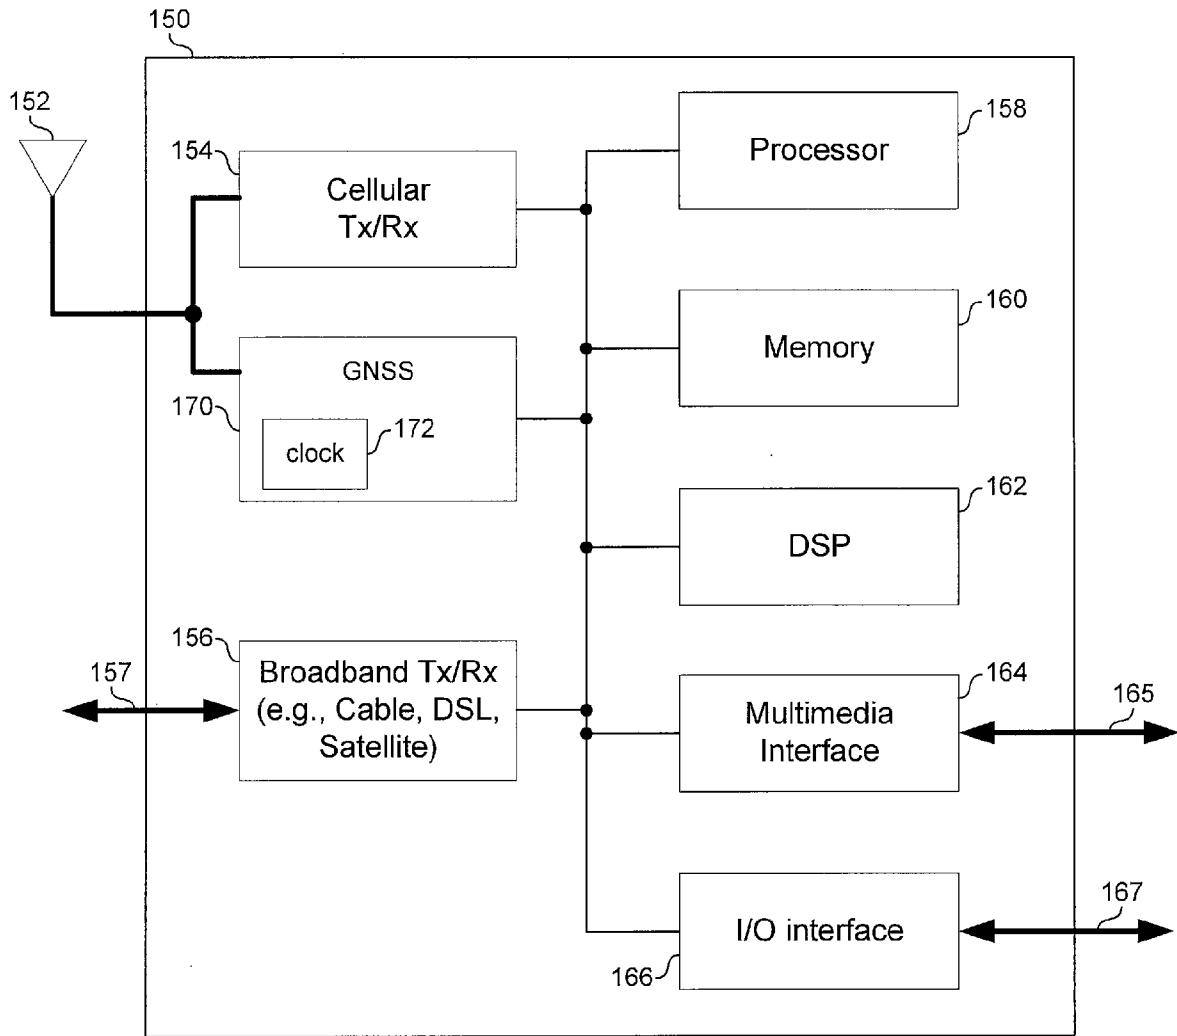 150
152
154
Cellular
Tx/Rx
Processor
158
Memory
160
GNSS
170
clock
172
DSP
162
156
Broadband Tx/Rx
(e.g., Cable, DSL,
Satellite)
157
Multimedia
Interface
164
165
I/O interface
166
167